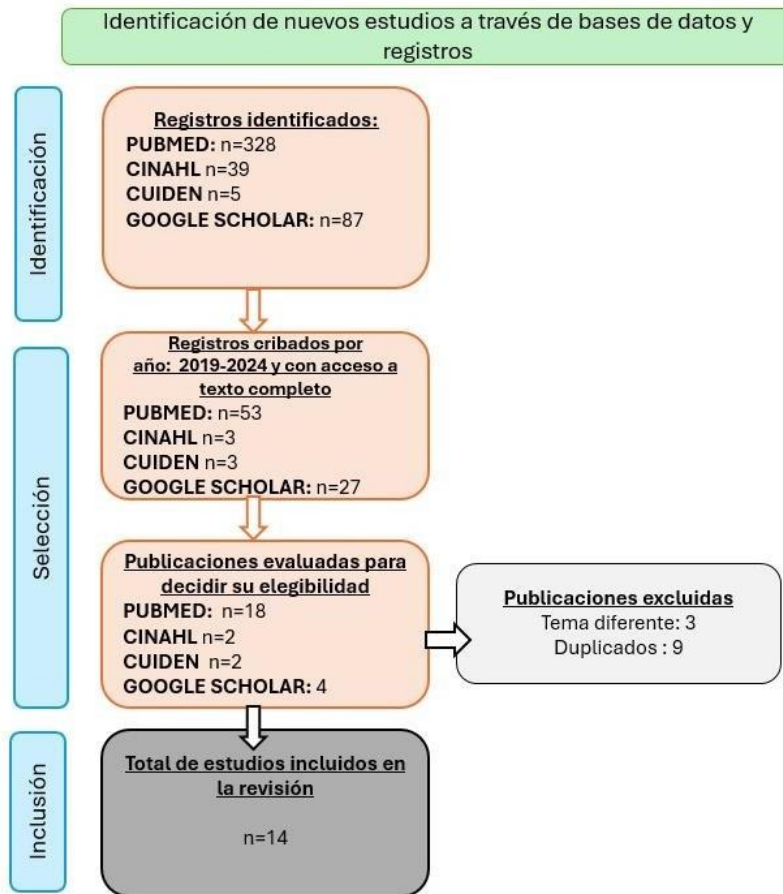 Identificación de nuevos estudios a través de bases de datos y
registros
Identificación
Registros identificados:
PUBMED: n=328
CINAHL n=39
CUIDEN n=5
GOOGLE SCHOLAR: n=87
Selección
Registros cribados por
año: 2019-2024 y con acceso a
texto completo
PUBMED: n=53
CINAHL n=3
CUIDEN n=3
GOOGLE SCHOLAR: n=27
Publicaciones evaluadas para
decidir su elegibilidad
PUBMED: n=18
CINAHL n=2
CUIDEN n=2
GOOGLE SCHOLAR: 4
Publicaciones excluidas
Tema diferente: 3
Duplicados : 9
Inclusión
Total de estudios incluidos en
la revisión
n=14